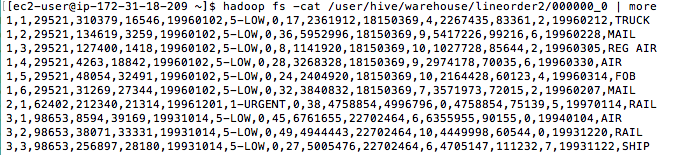 [ec2-user@ip-172-31-18-209 ~]$ hadoop fs -cat /user/hive/warehouse/lineorder2/000000_0 | more
1,1,29521,310379,16546,19960102,5-LOW,0,17,2361912,18150369,4,2267435,83361,2,19960212,TRUCK
1,2,29521,134619,3259,19960102,5-LOW,0,36,5952996,18150369,9,5417226,99216,6,19960228,MAIL
1,3,29521,127400,1418,19960102,5-LOW,0,8,1141920,18150369,10,1027728,85644,2,19960305,REG AIR
1,4,29521,4263,18842,19960102,5-LOW,0,28,3268328,18150369,9,2974178,70035,6,19960330,AIR
1,5,29521,48054,32491,19960102,5-LOW,0,24,2404920,18150369,10,2164428,60123,4,19960314,FOB
1,6,29521,31269,27344,19960102,5-LOW,0,32,3840832,18150369,7,3571973,72015,2,19960207,MAIL
2,1,62402,212340,21314,19961201,1-URGENT,0,38,4758854,4996796,0,4758854,75139,5,19970114,RAIL
3,1,98653,8594,39169,19931014,5-LOW,0,45,6761655,22702464,6,6355955,90155,0,19940104,AIR
3,2,98653,38071,33331,19931014,5-LOW,0,49,4944443,22702464,10,4449998,60544,0,19931220,RAIL
3,3,98653,256897,28180,19931014,5-LOW,0,27,5005476,22702464,6,4705147,111232,7,19931122,SHIP